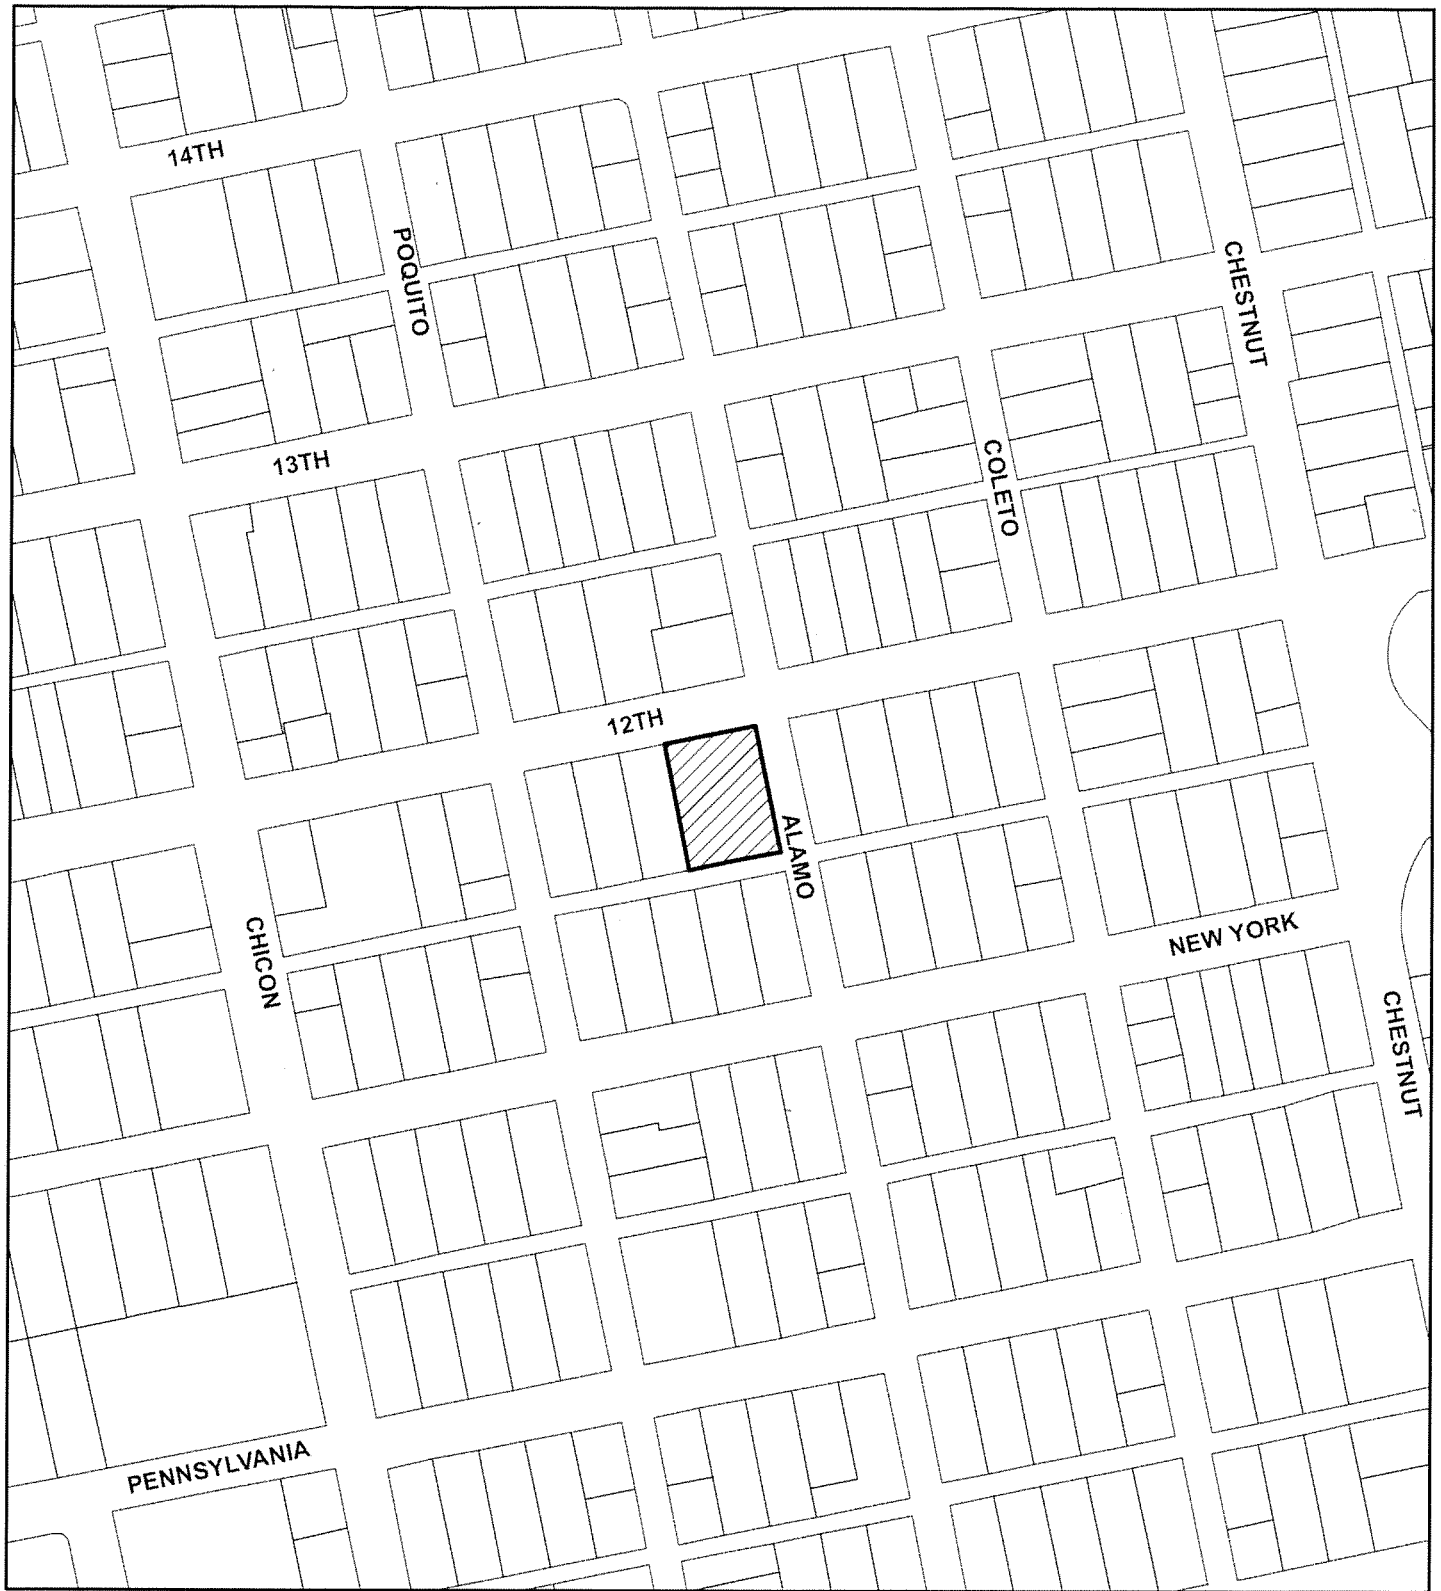 14TH
POQUITO
CHESTNUT
13TH
COLETO
12TH
ALAMO
CHICON
NEW YORK
CHESTNUT
PENNSYLVANIA